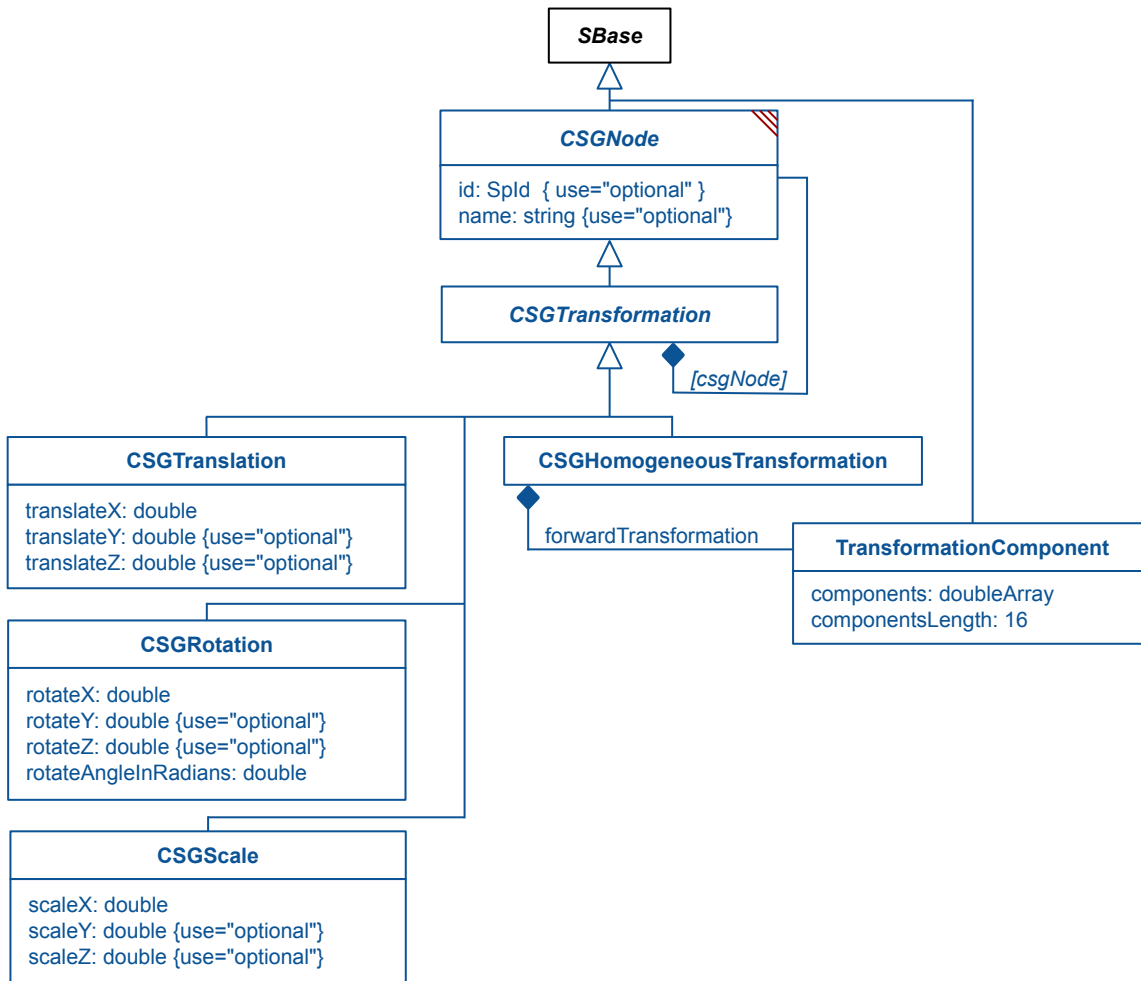 SBase
CSGNode
id: SpId  { use="optional" }
name: string {use="optional"}
CSGTransformation
[csgNode]
CSGTranslation
translateX: double
translateY: double {use="optional"}
translateZ: double {use="optional"}
CSGHomogeneousTransformation
forwardTransformation
TransformationComponent
components: doubleArray
componentsLength: 16
CSGRotation
rotateX: double
rotateY: double {use="optional"}
rotateZ: double {use="optional"}
rotateAngleInRadians: double
CSGScale
scaleX: double
scaleY: double {use="optional"}
scaleZ: double {use="optional"}